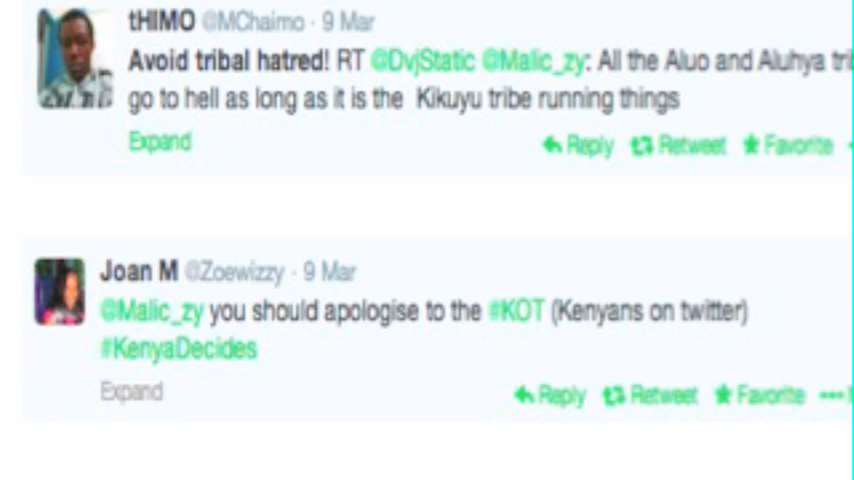 tHIMO @MChaimo · 9 Mar
Avoid tribal hatred! RT @DvjStatic @Malic_zy: All the Aluo and Aluhya tri
go to hell as long as it is the Kikuyu tribe running things
Expand
Reply Retweet Favorite
Joan M @Zoewizzy · 9 Mar
@Malic_zy you should apologise to the #KOT (Kenyans on twitter)
#KenyaDecides
Expand
Reply Retweet Favorite